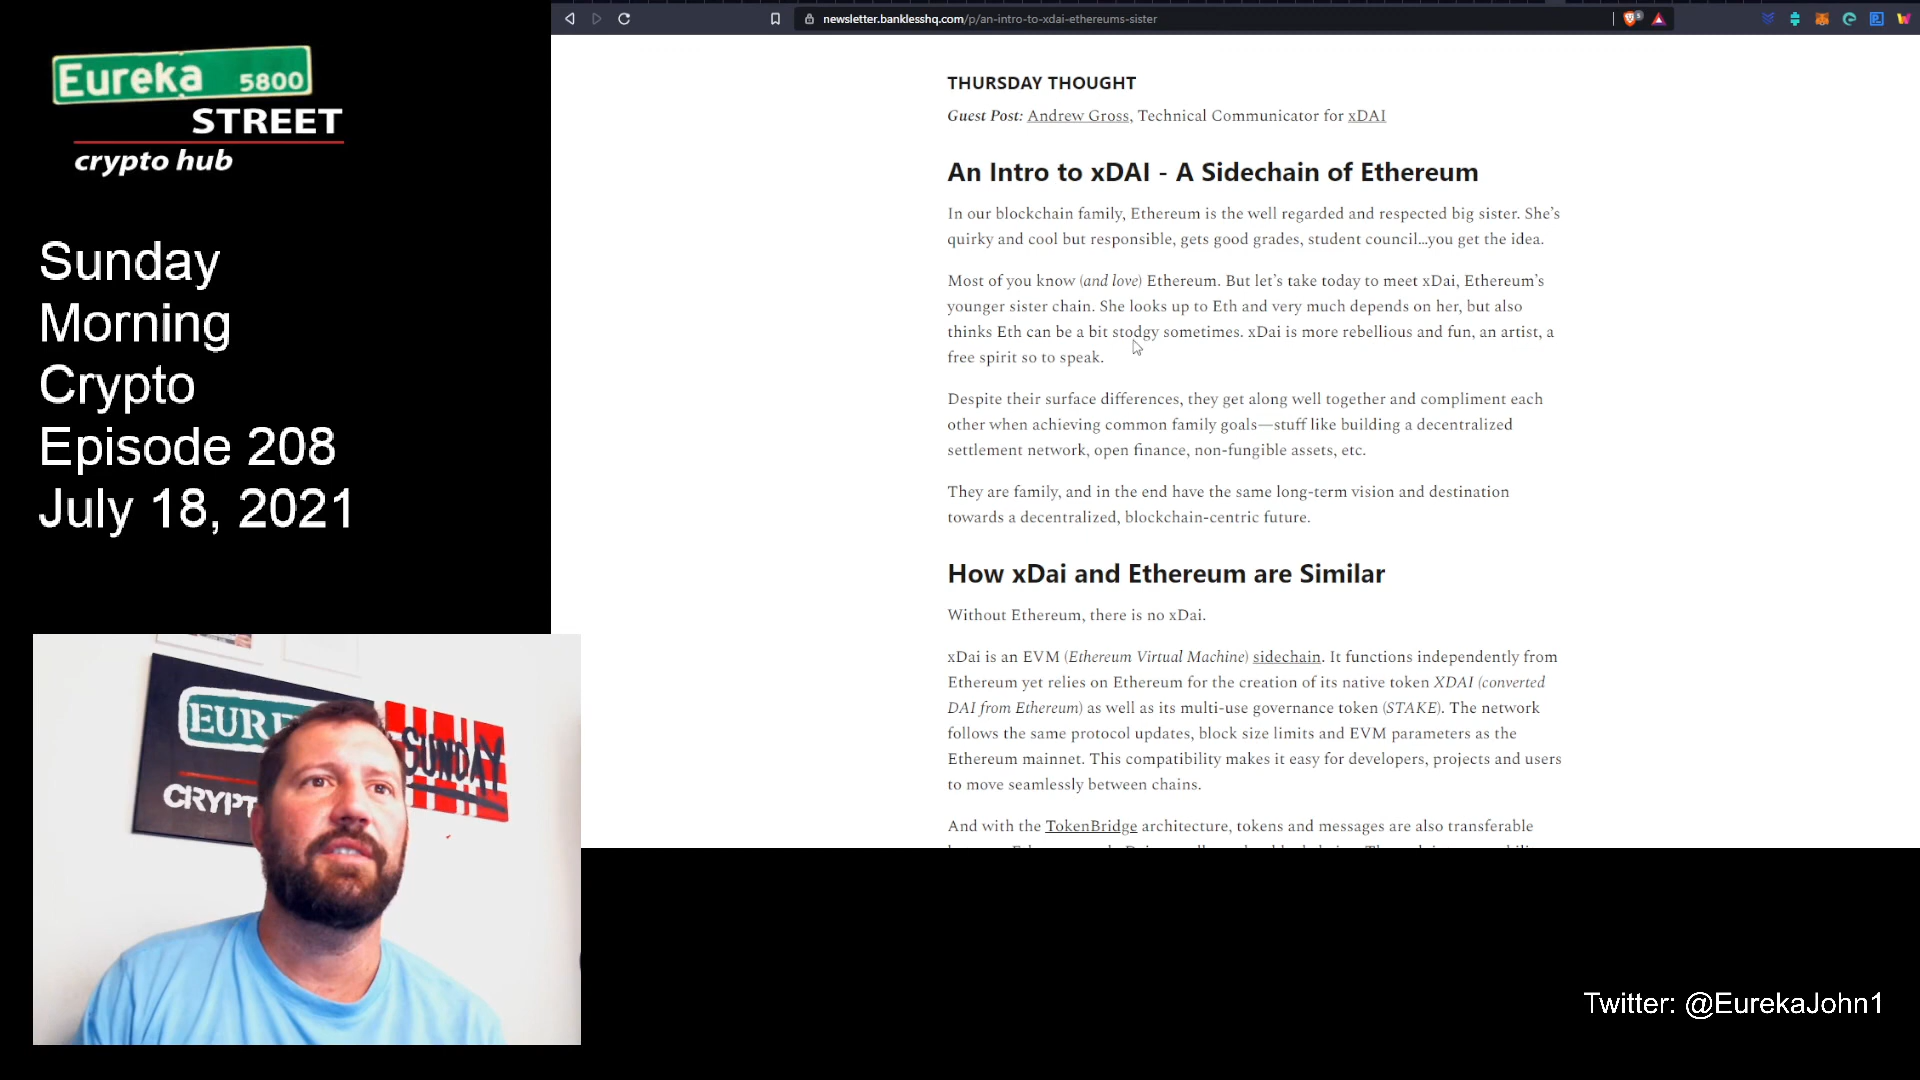 Eureka 5800
STREET
crypto hub
Sunday
Morning
Crypto
Episode 208
July 18, 2021
newsletter.banklesshq.com/p/an-intro-to-xdai-ethereums-sister
THURSDAY THOUGHT
Guest Post: Andrew Gross, Technical Communicator for xDAI
An Intro to xDAI - A Sidechain of Ethereum
In our blockchain family, Ethereum is the well regarded and respected big sister. She’s
quirky and cool but responsible, gets good grades, student council…you get the idea.
Most of you know (and love) Ethereum. But let’s take today to meet xDai, Ethereum’s
younger sister chain. She looks up to Eth and very much depends on her, but also
thinks Eth can be a bit stodgy sometimes. xDai is more rebellious and fun, an artist, a
free spirit so to speak.
Despite their surface differences, they get along well together and compliment each
other when achieving common family goals—stuff like building a decentralized
settlement network, open finance, non-fungible assets, etc.
They are family, and in the end have the same long-term vision and destination
towards a decentralized, blockchain-centric future.
How xDai and Ethereum are Similar
Without Ethereum, there is no xDai.
xDai is an EVM (Ethereum Virtual Machine) sidechain. It functions independently from
Ethereum yet relies on Ethereum for the creation of its native token XDAI (converted
DAI from Ethereum) as well as its multi-use governance token (STAKE). The network
follows the same protocol updates, block size limits and EVM parameters as the
Ethereum mainnet. This compatibility makes it easy for developers, projects and users
to move seamlessly between chains.
And with the TokenBridge architecture, tokens and messages are also transferable
EURE
CRYPT
SUNDAY
Twitter: @EurekaJohn1